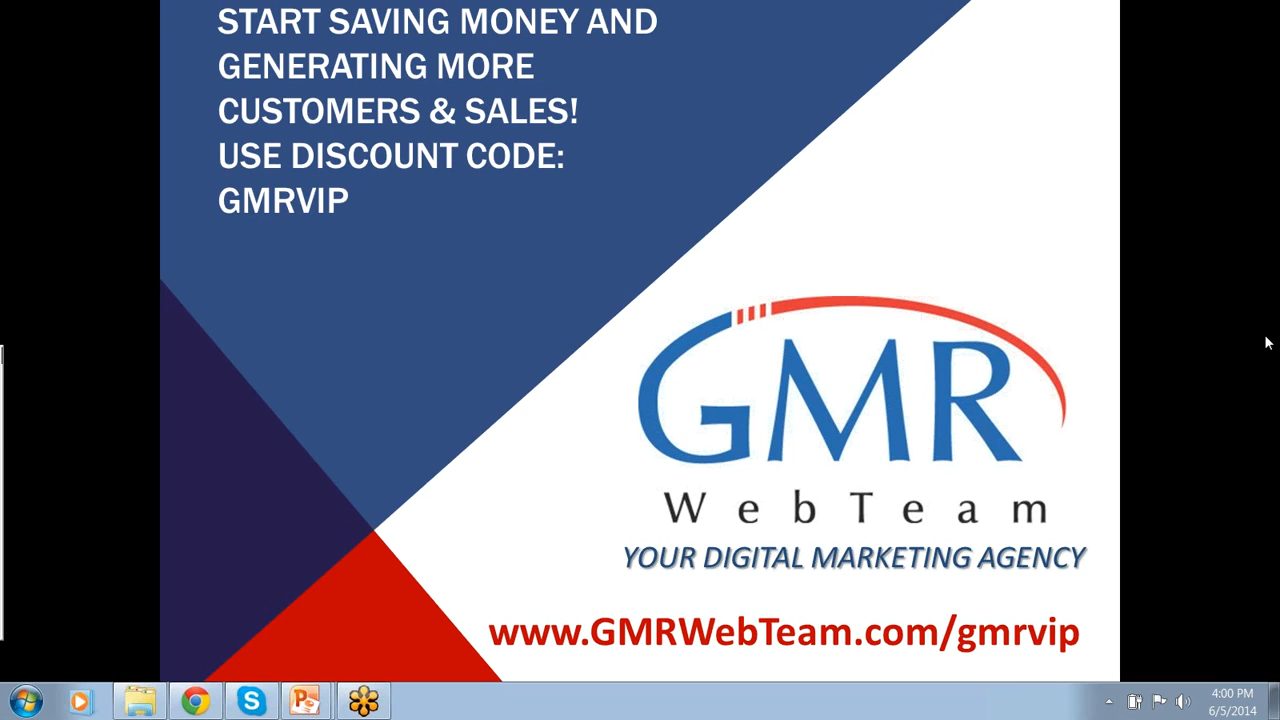 START SAVING MONEY AND
GENERATING MORE
CUSTOMERS & SALES!
USE DISCOUNT CODE:
GMRVIP
GMR
WebTeam
YOUR DIGITAL MARKETING AGENCY
www.GMRWebTeam.com/gmrvip
4:00 PM
6/5/2014